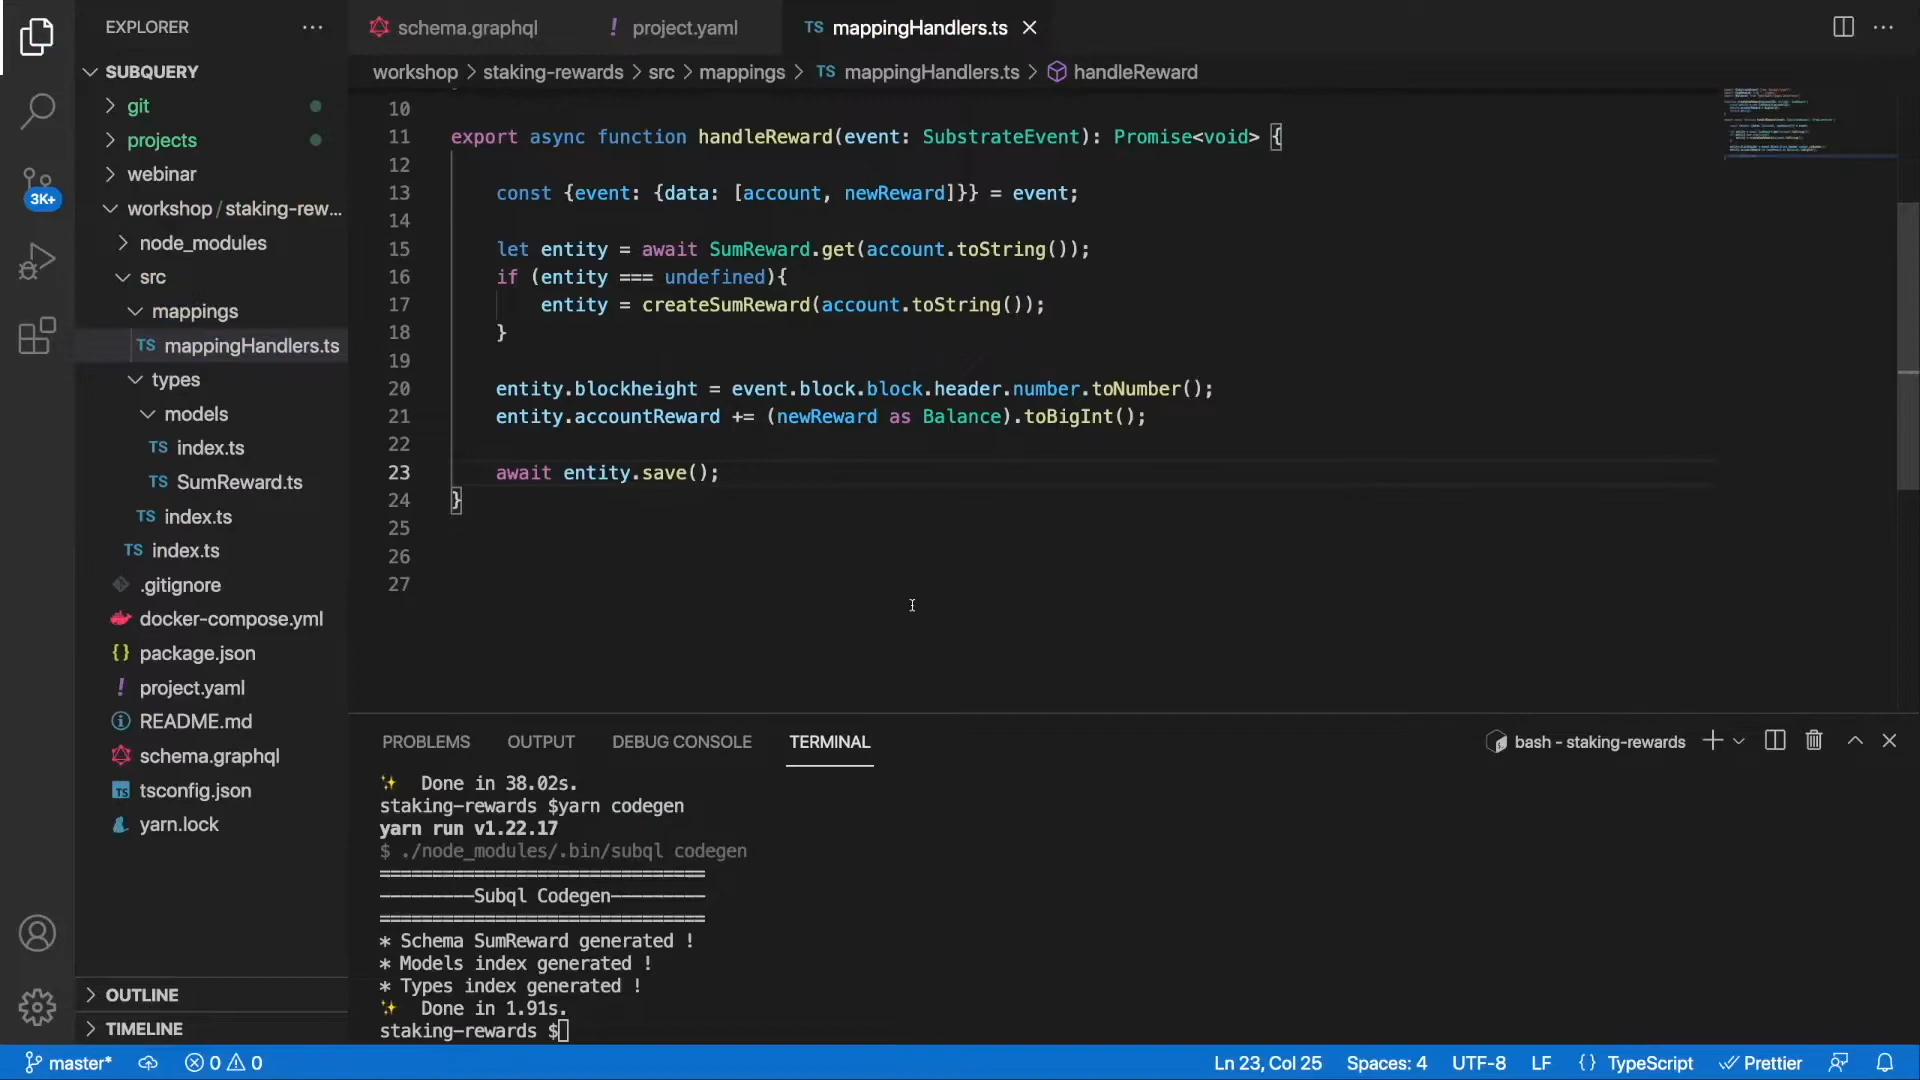 EXPLORER
SUBQUERY
git
projects
webinar
workshop / staking-rew...
node_modules
src
mappings
TS mappingHandlers.ts
types
models
TS index.ts
TS SumReward.ts
TS index.ts
TS index.ts
.gitignore
docker-compose.yml
{} package.json
! project.yaml
README.md
schema.graphql
TS tsconfig.json
yarn.lock
OUTLINE
TIMELINE
3K+
schema.graphql
! project.yaml
TS mappingHandlers.ts
workshop > staking-rewards > src > mappings > TS mappingHandlers.ts > handleReward
10
11 export async function handleReward(event: SubstrateEvent): Promise<void> {
12
13 const {event: {data: [account, newReward]}} = event;
14
15 let entity = await SumReward.get(account.toString());
16 if (entity === undefined){
17 entity = createSumReward(account.toString());
18 }
19
20 entity.blockheight = event.block.block.header.number.toNumber();
21 entity.accountReward += (newReward as Balance).toBigInt();
22
23 await entity.save();
24 }
25
26
27
PROBLEMS OUTPUT DEBUG CONSOLE TERMINAL
bash - staking-rewards
✨ Done in 38.02s.
staking-rewards $yarn codegen
yarn run v1.22.17
$ ./node_modules/.bin/subql codegen
===============================
---------Subql Codegen---------
===============================
* Schema SumReward generated !
* Models index generated !
* Types index generated !
✨ Done in 1.91s.
staking-rewards $
master* 0 0 Ln 23, Col 25 Spaces: 4 UTF-8 LF {} TypeScript Prettier